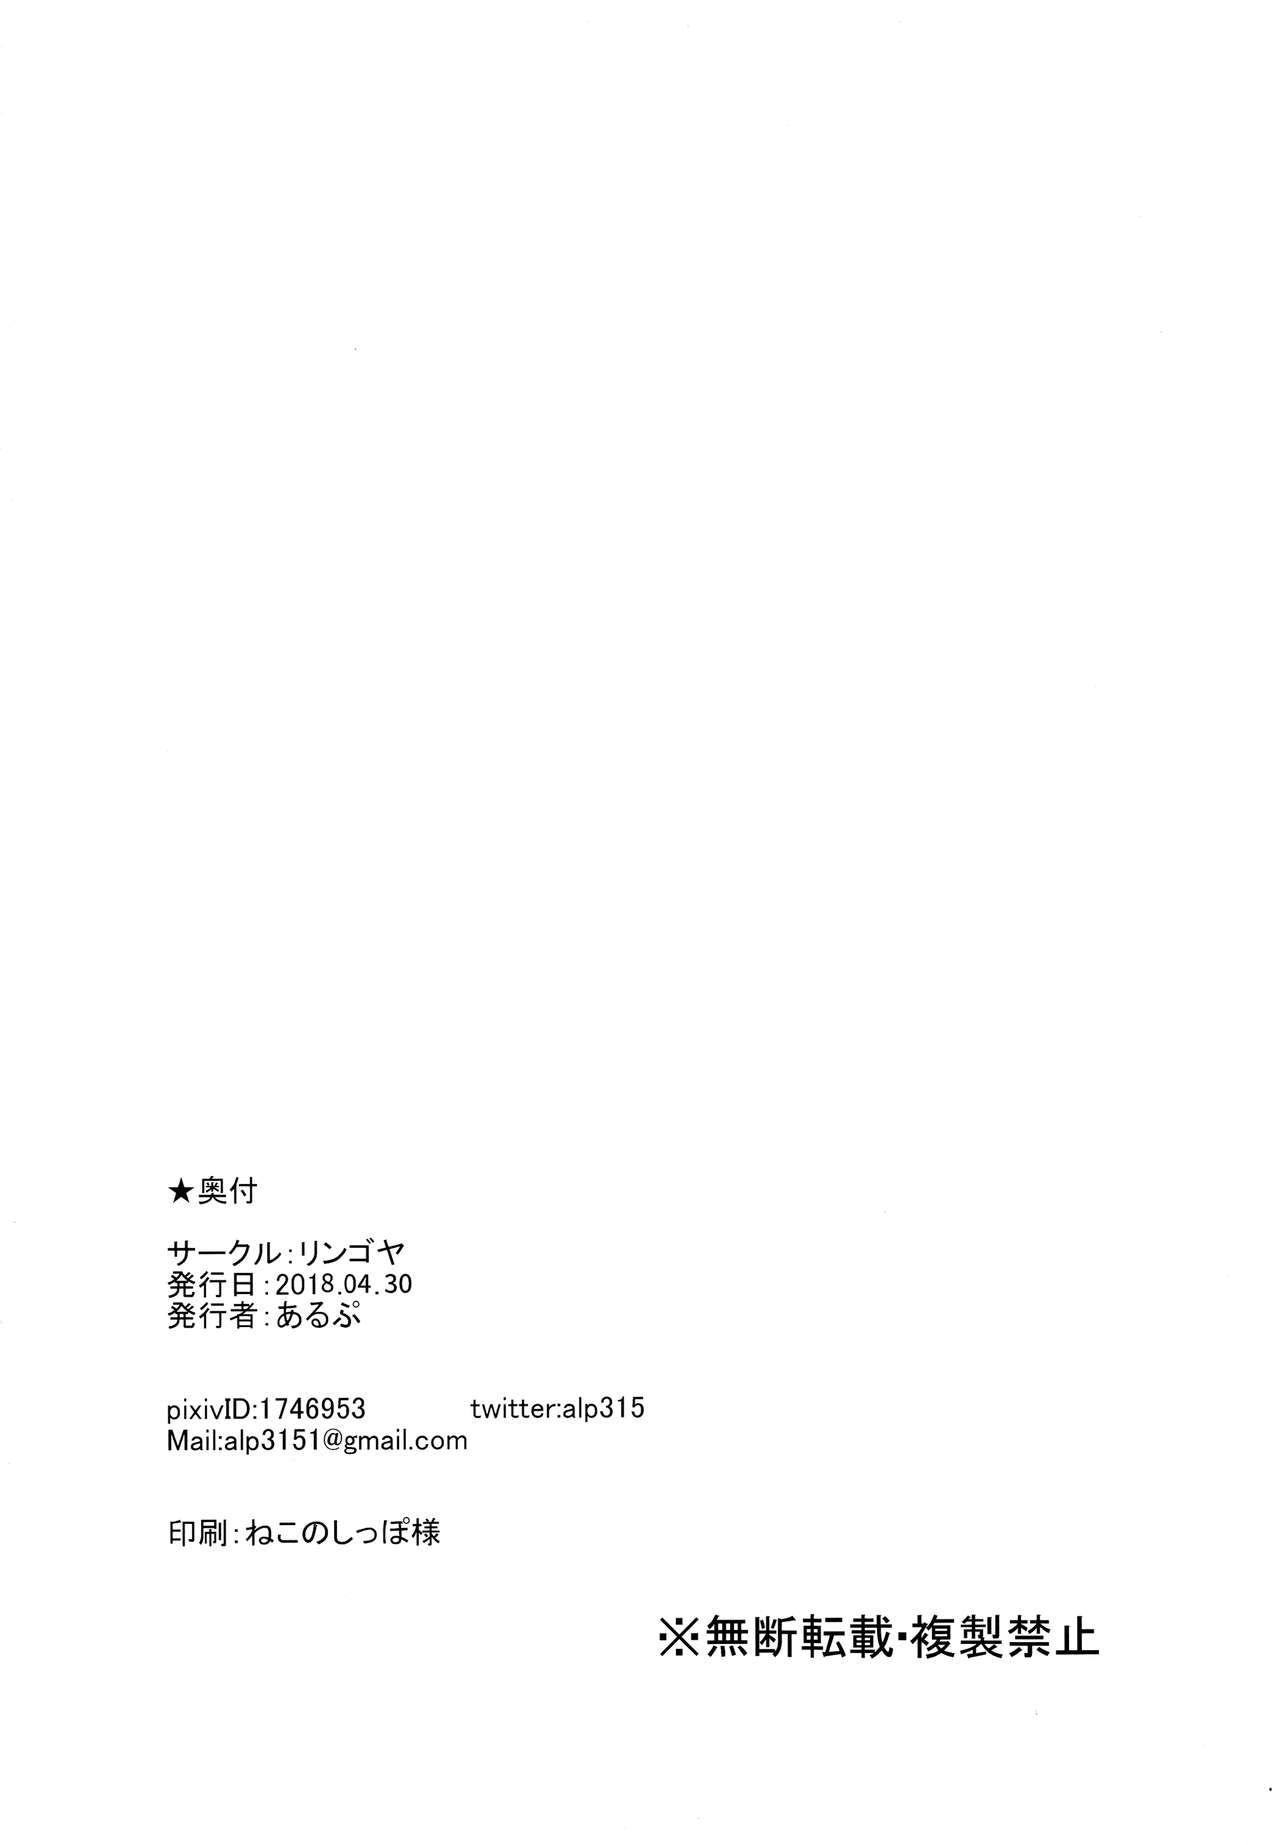 ★奥付
サークル:リンゴヤ
発行日:2018.04.30
発行者:あるぷ
pixivID:1746953 twitter:alp315
Mail:alp3151@gmail.com
印刷:ねこのしっぽ様
※無断転載・複製禁止